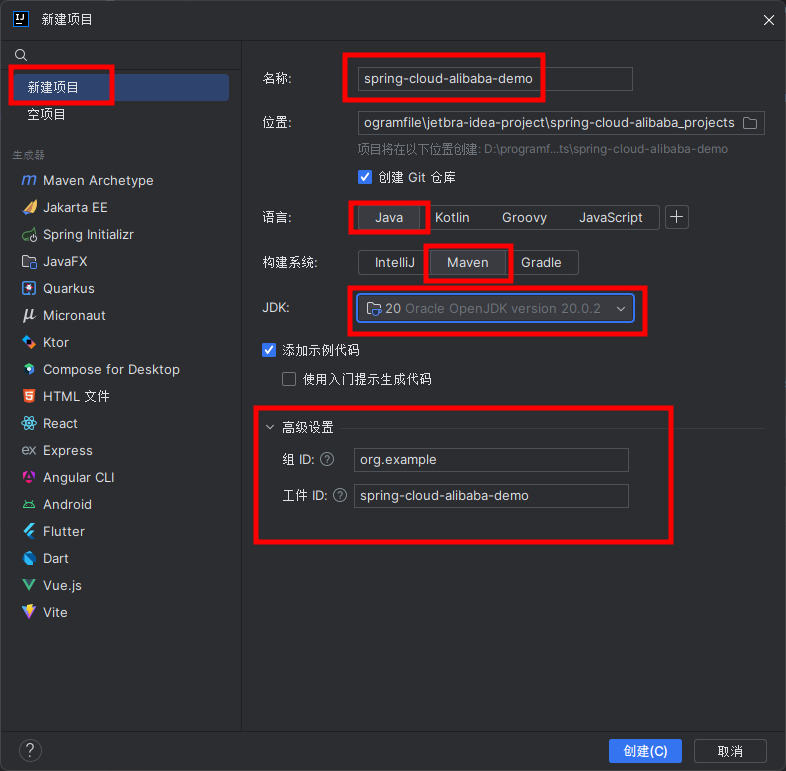 新建项目
新建项目
空项目
生成器
Maven Archetype
Jakarta EE
Spring Initializr
JavaFX
Quarkus
Micronaut
Ktor
Compose for Desktop
HTML 文件
React
Express
Angular CLI
Android
Flutter
Dart
Vue.js
Vite
名称: spring-cloud-alibaba-demo
位置: ogramfile\jetbra-idea-project\spring-cloud-alibaba_projects
项目将在以下位置创建: D:\programf...ts\spring-cloud-alibaba-demo
创建 Git 仓库
语言: Java Kotlin Groovy JavaScript
构建系统: IntelliJ Maven Gradle
JDK: 20 Oracle OpenJDK version 20.0.2
添加示例代码
使用入门提示生成代码
高级设置
组 ID: ? org.example
工件 ID: ? spring-cloud-alibaba-demo
? 创建(C) 取消